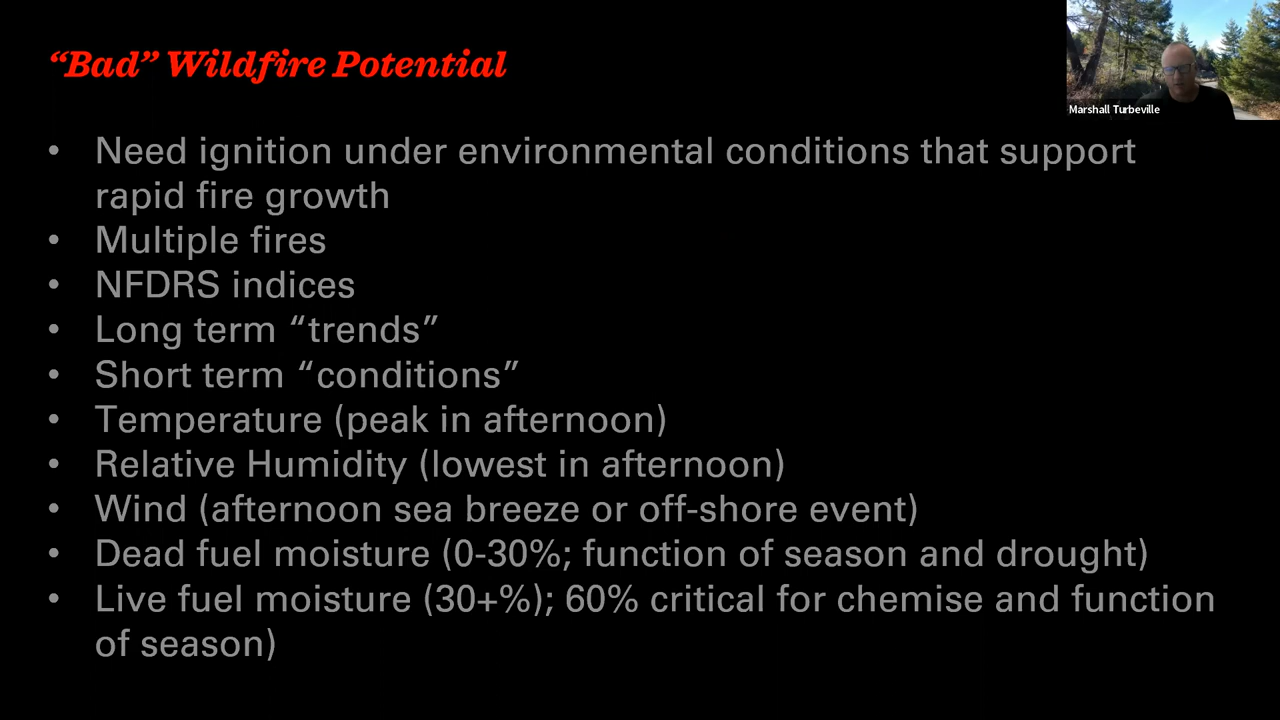 “Bad” Wildfire Potential
Marshall Turbeville
• Need ignition under environmental conditions that support
rapid fire growth
• Multiple fires
• NFDRS indices
• Long term “trends”
• Short term “conditions”
• Temperature (peak in afternoon)
• Relative Humidity (lowest in afternoon)
• Wind (afternoon sea breeze or off-shore event)
• Dead fuel moisture (0-30%; function of season and drought)
• Live fuel moisture (30+%); 60% critical for chemise and function
of season)